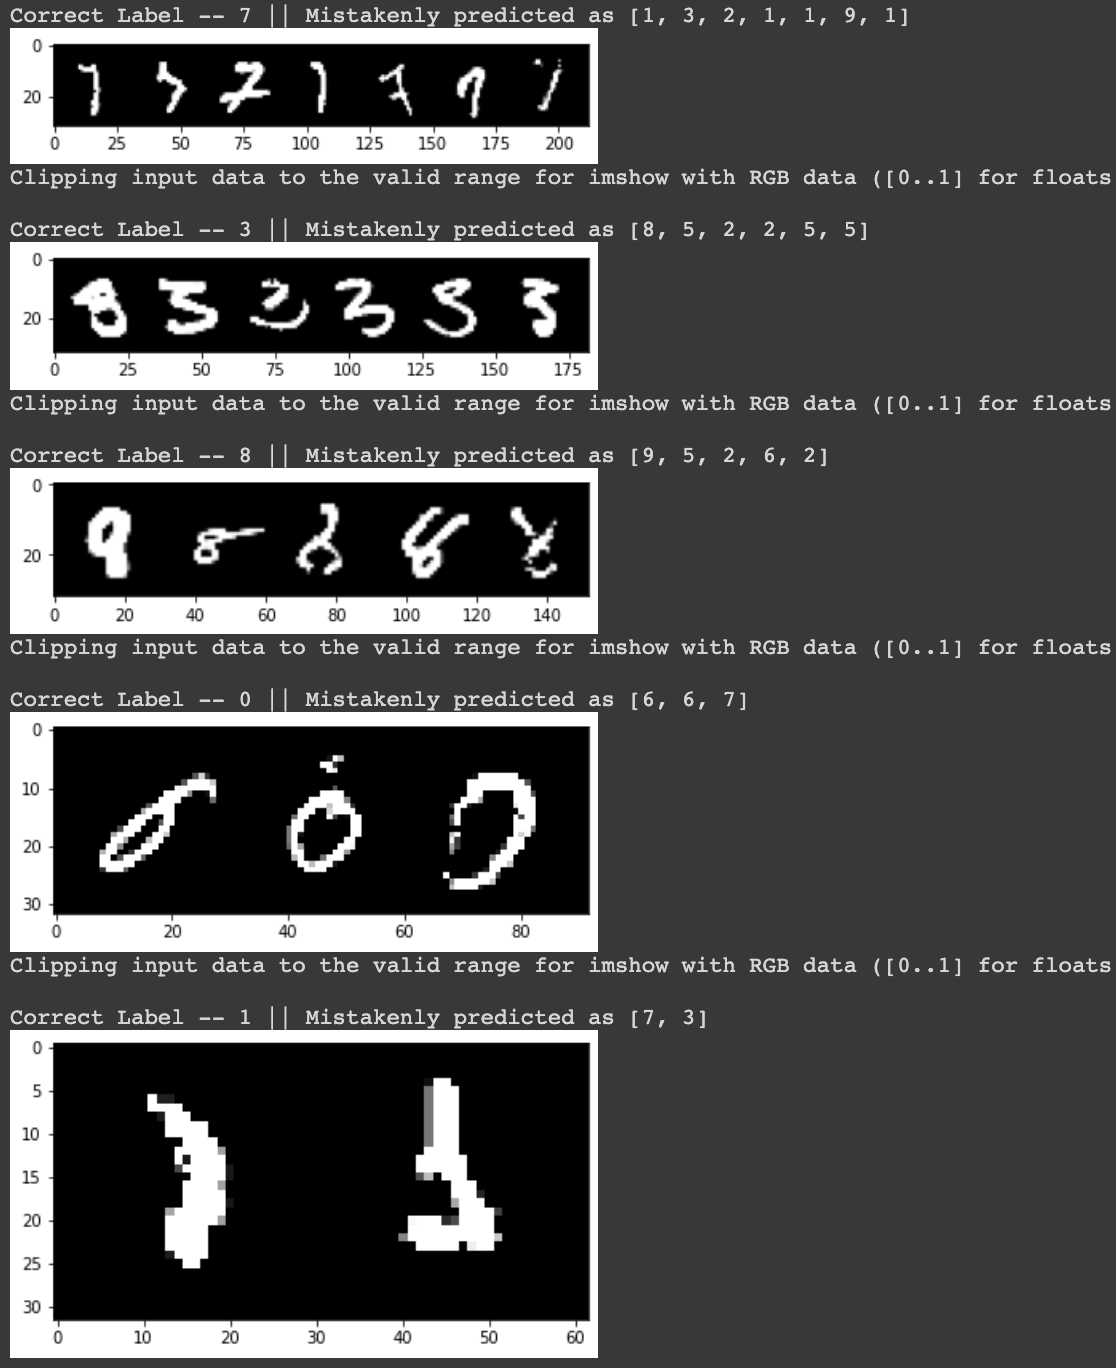 Correct Label -- 7 || Mistakenly predicted as [1, 3, 2, 1, 1, 9, 1]
0
20
0 25 50 75 100 125 150 175 200
Clipping input data to the valid range for imshow with RGB data ([0..1] for floats
Correct Label -- 3 || Mistakenly predicted as [8, 5, 2, 2, 5, 5]
0
20
0 25 50 75 100 125 150 175
Clipping input data to the valid range for imshow with RGB data ([0..1] for floats
Correct Label -- 8 || Mistakenly predicted as [9, 5, 2, 6, 2]
0
20
0 20 40 60 80 100 120 140
Clipping input data to the valid range for imshow with RGB data ([0..1] for floats
Correct Label -- 0 || Mistakenly predicted as [6, 6, 7]
0
10
20
30
0 20 40 60 80
Clipping input data to the valid range for imshow with RGB data ([0..1] for floats
Correct Label -- 1 || Mistakenly predicted as [7, 3]
0
5
10
15
20
25
30
0 10 20 30 40 50 60